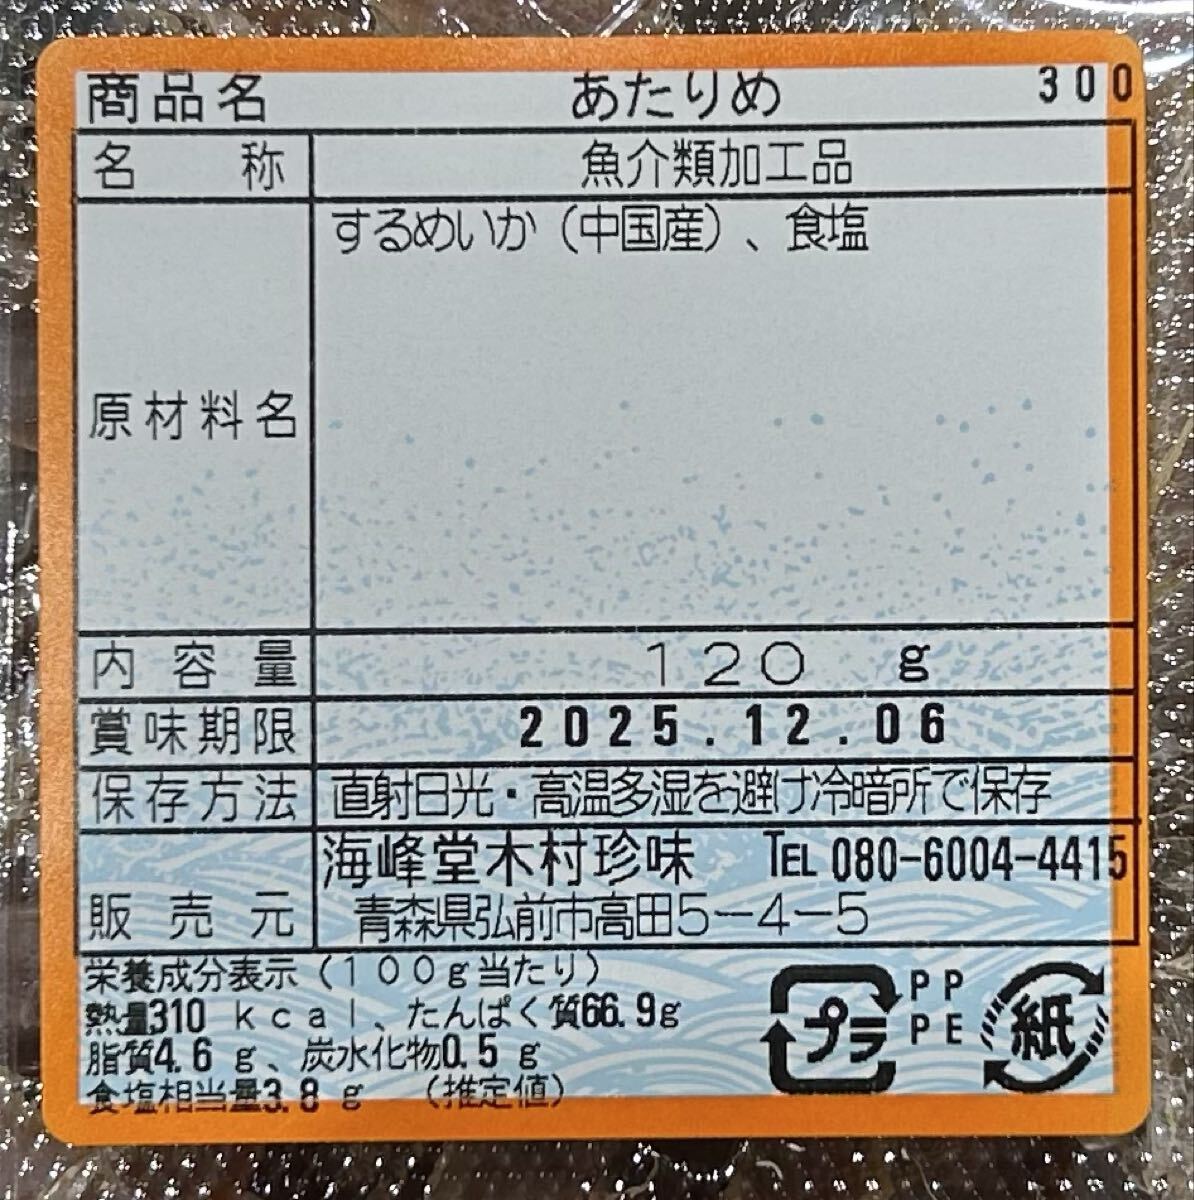 商品名 あたりめ 300
名称 魚介類加工品
原材料名 するめいか(中国産)、食塩
内容量 120 g
賞味期限 2025.12.06
保存方法 直射日光・高温多湿を避け冷暗所で保存
販売元 海峰堂木村珍味 TEL 080-6004-4415
青森県弘前市高田5-4-5
栄養成分表示(100g当たり)
熱量310 kcal、たんぱく質66.9g
脂質4.6 g、炭水化物0.5 g
食塩相当量3.8 g (推定値)
プラ
PP
PE
紙